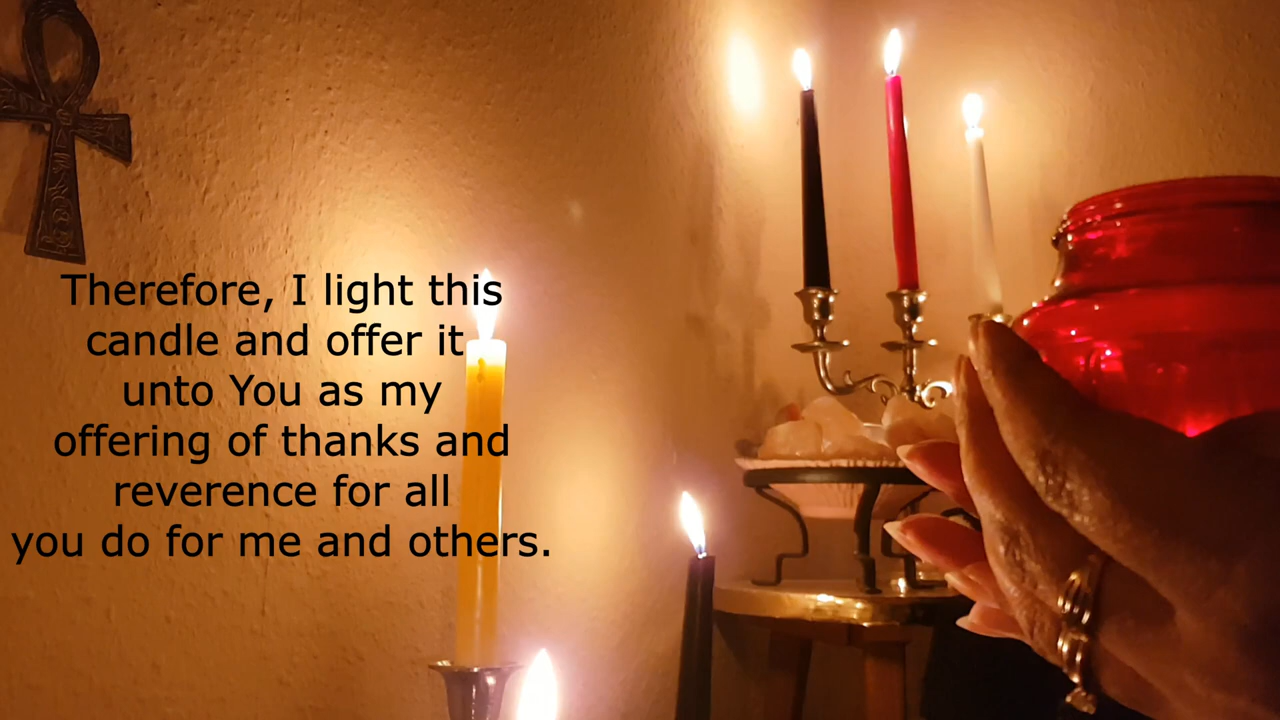 Therefore, I light this
candle and offer it
unto You as my
offering of thanks and
reverence for all
you do for me and others.